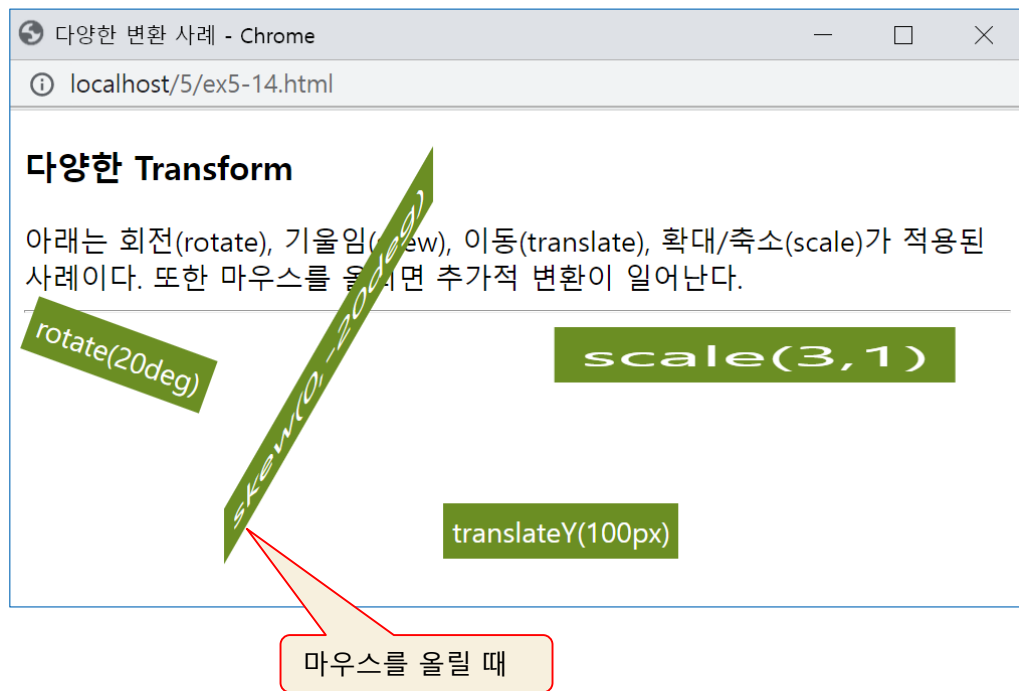 다양한 변환 사례 - Chrome
localhost/5/ex5-14.html
다양한 Transform
아래는 회전(rotate), 기울임(skew), 이동(translate), 확대/축소(scale)가 적용된
사례이다. 또한 마우스를 올리면 추가적 변환이 일어난다.
rotate(20deg)
skew(0, -20deg)
scale(3,1)
translateY(100px)
마우스를 올릴 때